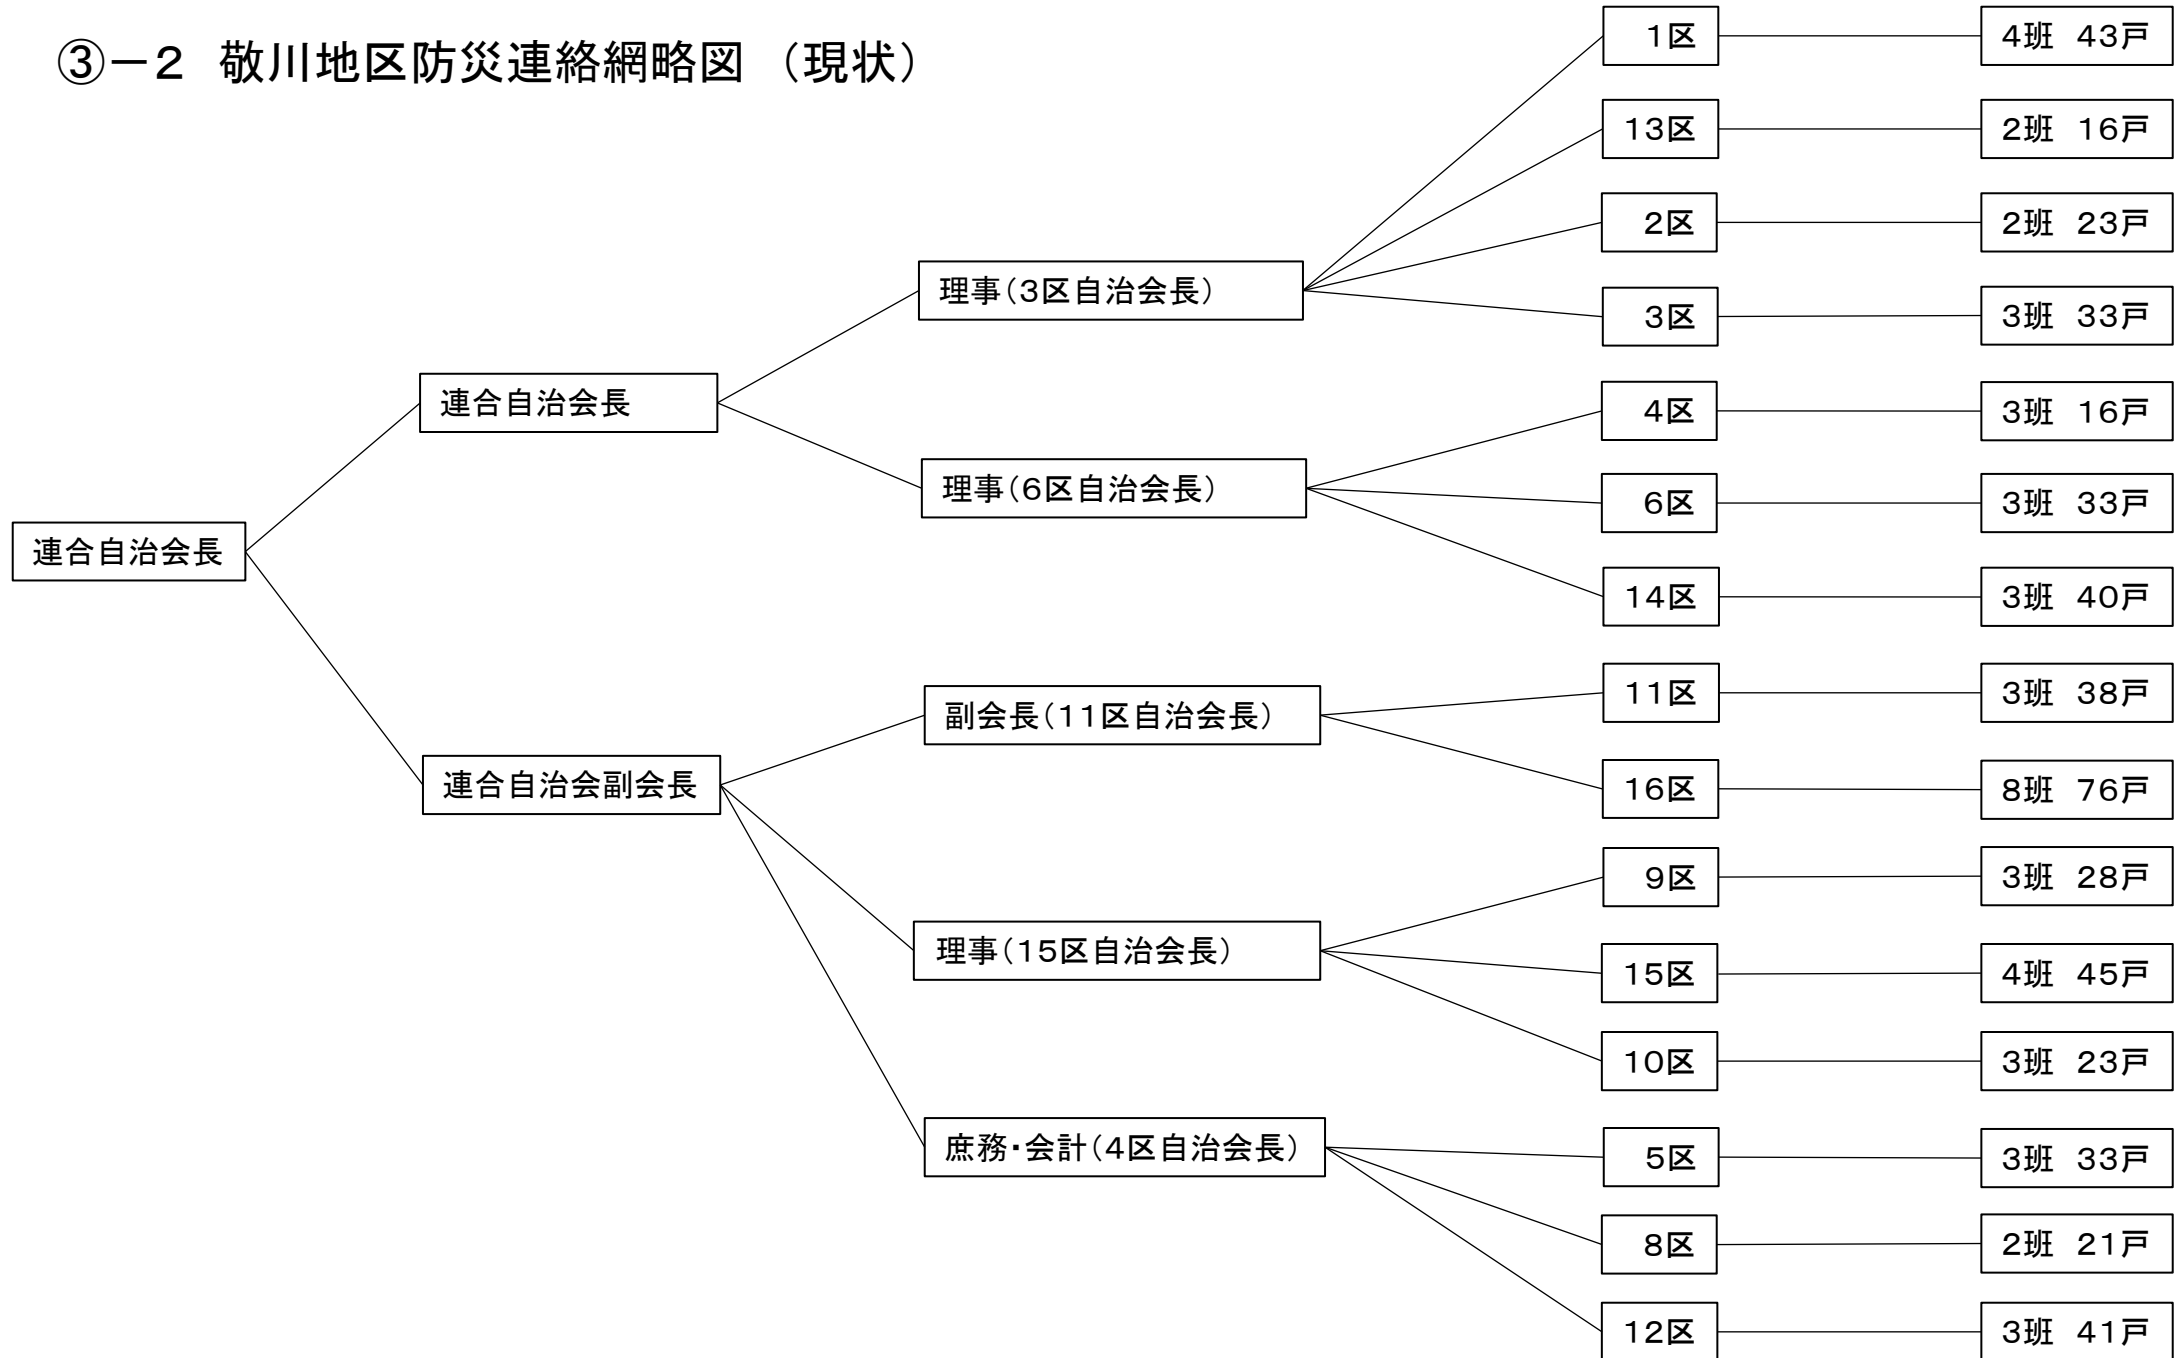 ③－２　敬川地区防災連絡網略図　（現状）
連合自治会長
連合自治会長
連合自治会副会長
理事（３区自治会長）
理事（６区自治会長）
副会長（１１区自治会長）
理事（１５区自治会長）
庶務・会計（４区自治会長）
１区　４班　４３戸
１３区　２班　１６戸
２区　２班　２３戸
３区　３班　３３戸
４区　３班　１６戸
６区　３班　３３戸
１４区　３班　４０戸
１１区　３班　３８戸
１６区　８班　７６戸
９区　３班　２８戸
１５区　４班　４５戸
１０区　３班　２３戸
５区　３班　３３戸
８区　２班　２１戸
１２区　３班　４１戸